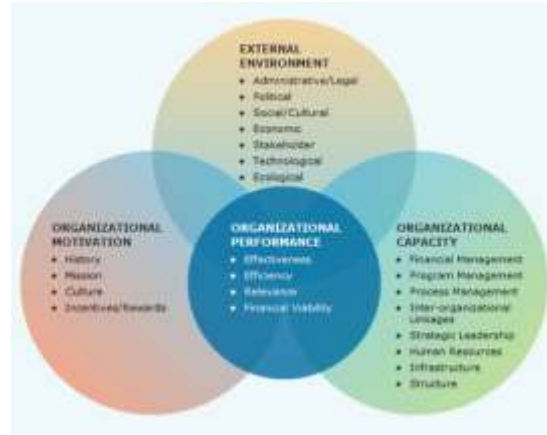 EXTERNAL
ENVIRONMENT
• Administrative/Legal
• Political
• Social/Cultural
• Economic
• Stakeholder
• Technological
• Ecological
ORGANIZATIONAL
MOTIVATION
• History
• Mission
• Culture
• Incentives/Rewards
ORGANIZATIONAL
PERFORMANCE
• Effectiveness
• Efficiency
• Relevance
• Financial Viability
ORGANIZATIONAL
CAPACITY
• Financial Management
• Program Management
• Process Management
• Inter-organizational
Linkages
• Strategic Leadership
• Human Resources
• Infrastructure
• Structure